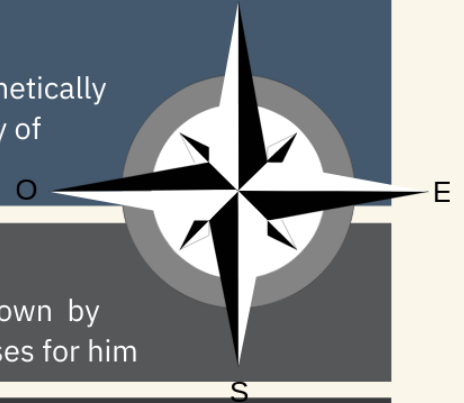 netically
y of
O
E
own by
ses for him
S